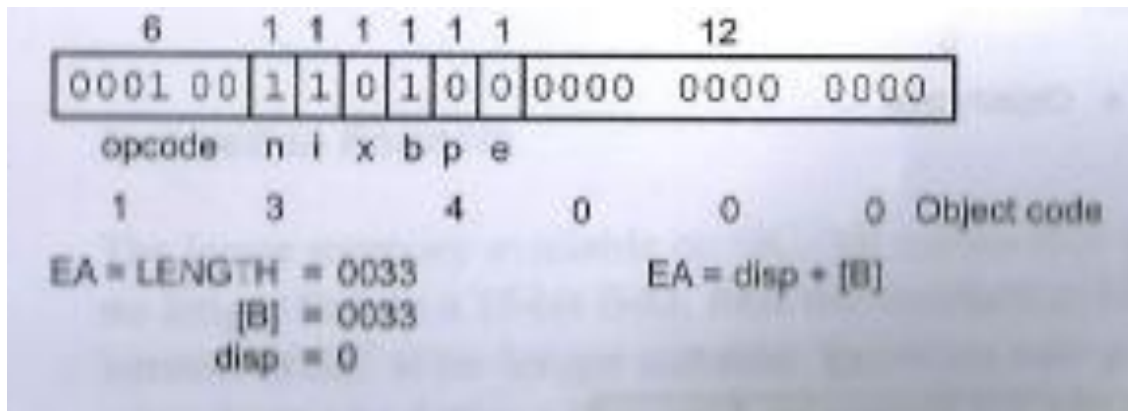 6 1 1 1 1 1 1 12
0001 00 1 1 0 1 0 0 0000 0000 0000
opcode n i x b p e
1 3 4 0 0 0 Object code
EA = LENGTH = 0033 EA = disp + [B]
[B] = 0033
disp = 0